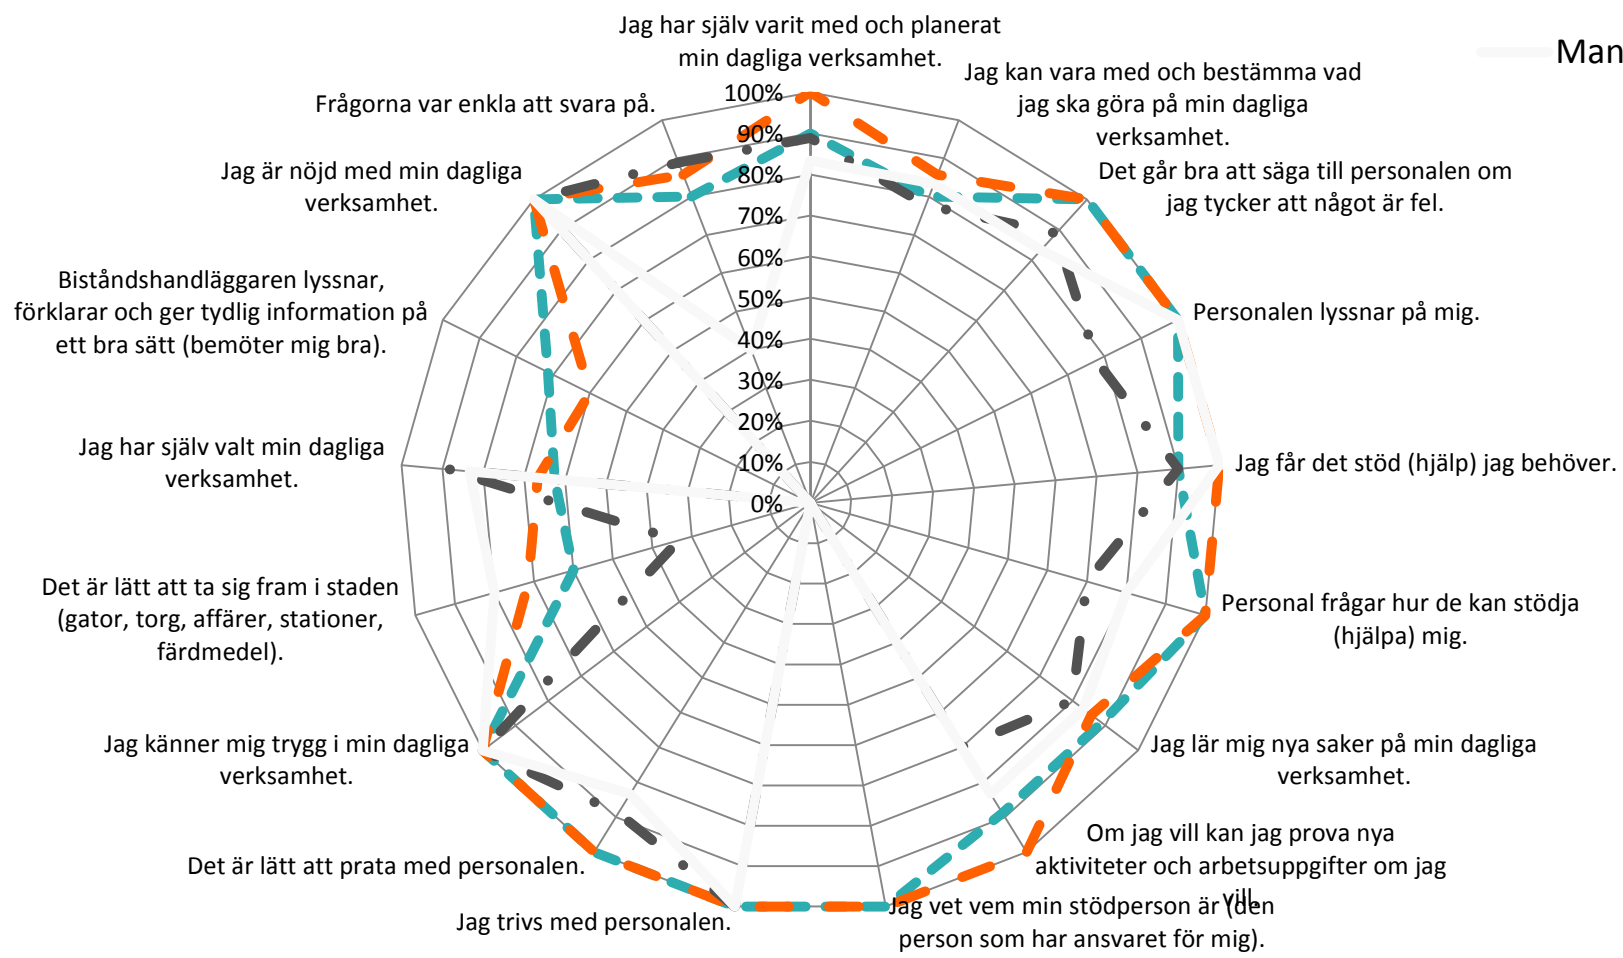 Jag har själv varit med och planerat
min dagliga verksamhet.
Man
Jag kan vara med och bestämma vad
jag ska göra på min dagliga
verksamhet.
Det går bra att säga till personalen om
jag tycker att något är fel.
Personalen lyssnar på mig.
Jag får det stöd (hjälp) jag behöver.
Personal frågar hur de kan stödja
(hjälpa) mig.
Jag lär mig nya saker på min dagliga
verksamhet.
Om jag vill kan jag prova nya
aktiviteter och arbetsuppgifter om jag
vill.
Jag vet vem min stödperson är (den
person som har ansvaret för mig).
Jag trivs med personalen.
Det är lätt att prata med personalen.
Jag känner mig trygg i min dagliga
verksamhet.
Det är lätt att ta sig fram i staden
(gator, torg, affärer, stationer,
färdmedel).
Jag har själv valt min dagliga
verksamhet.
Biståndshandläggaren lyssnar,
förklarar och ger tydlig information på
ett bra sätt (bemöter mig bra).
Jag är nöjd med min dagliga
verksamhet.
Frågorna var enkla att svara på.
100%
90%
80%
70%
60%
50%
40%
30%
20%
10%
0%